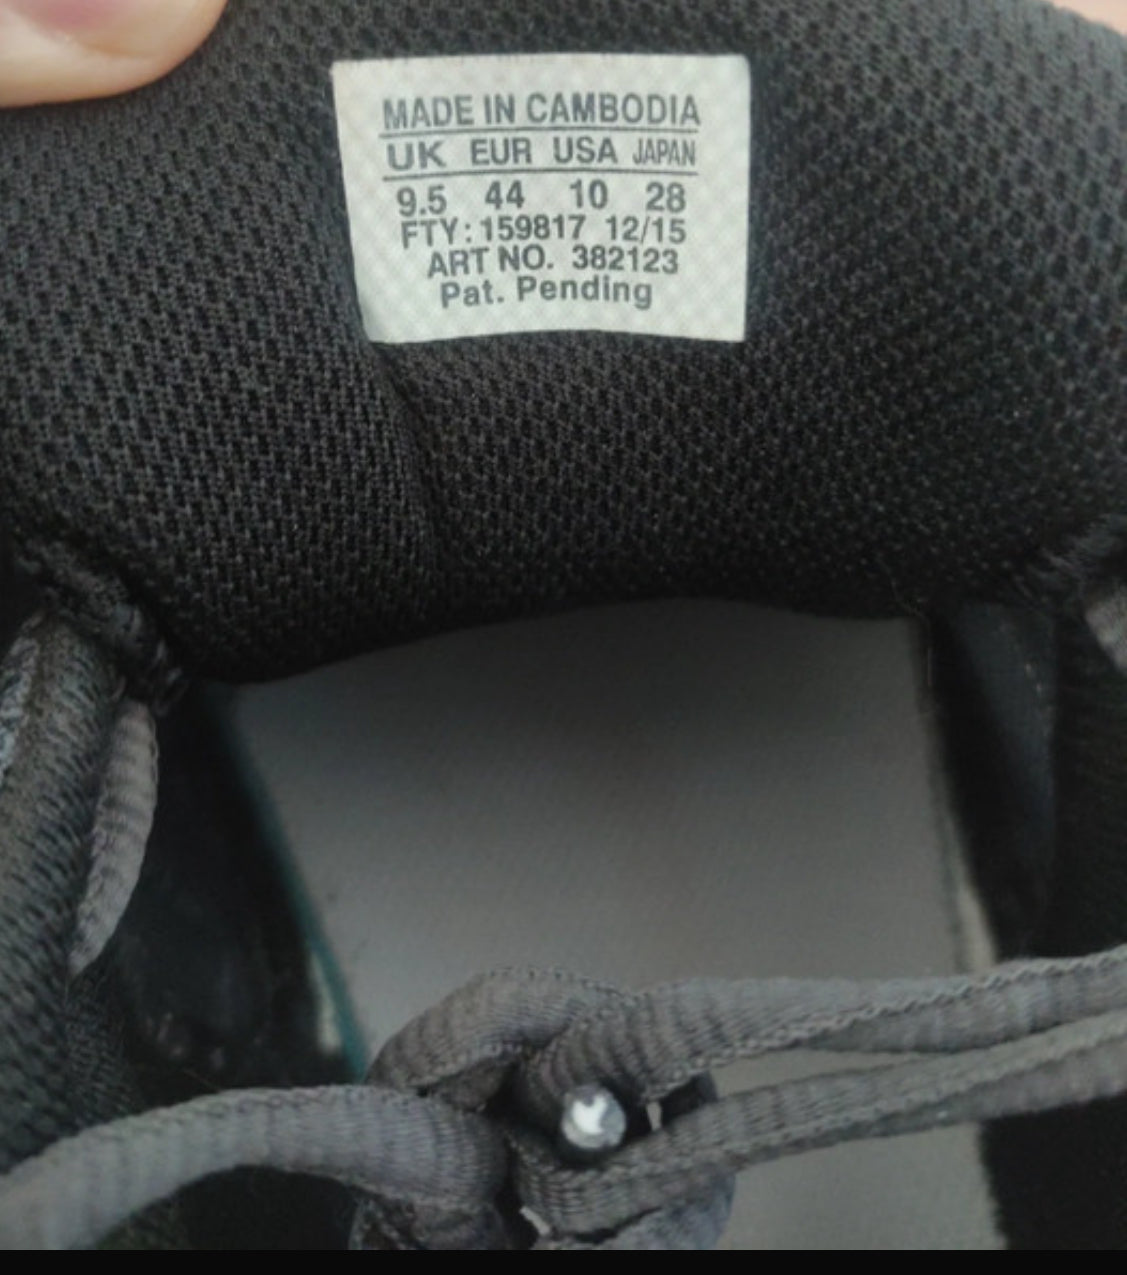 MADE IN CAMBODIA
UK EUR USA JAPAN
9.5 44 10 28
FTY: 159817 12/15
ART NO. 382123
Pat. Pending